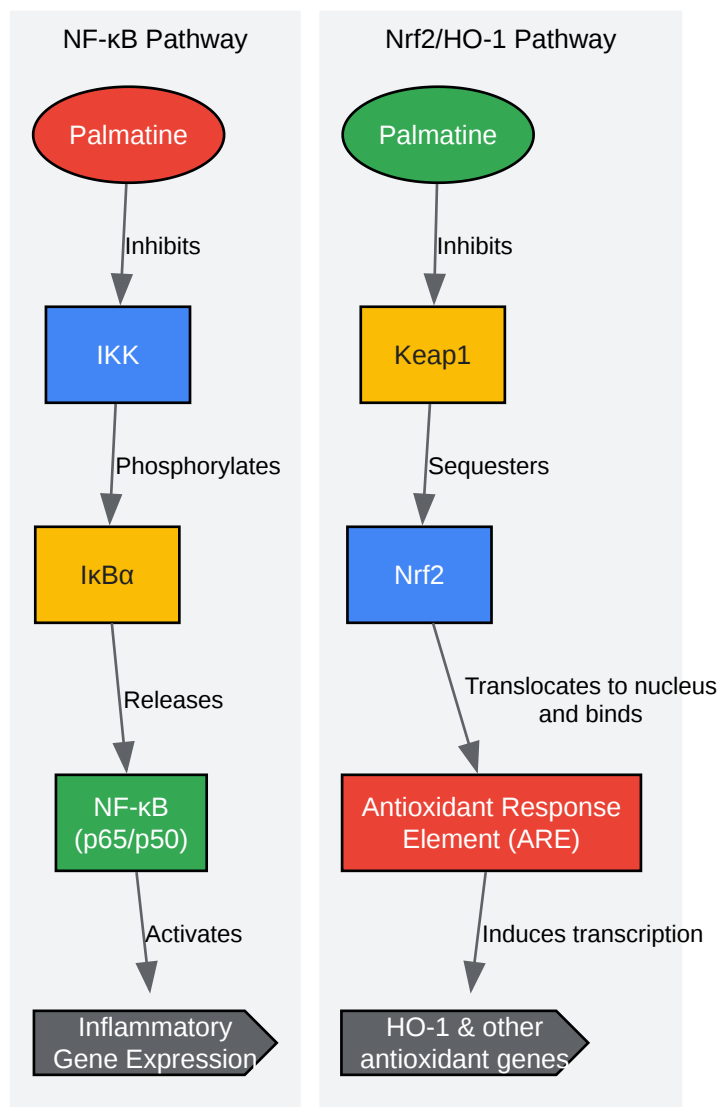 NF-κB Pathway
Palmatine
Inhibits
IKK
Phosphorylates
IκBα
Releases
NF-κB
(p65/p50)
Activates
Inflammatory
Gene Expression
Nrf2/HO-1 Pathway
Palmatine
Inhibits
Keap1
Sequesters
Nrf2
Translocates to nucleus
and binds
Antioxidant Response
Element (ARE)
Induces transcription
HO-1 & other
antioxidant genes